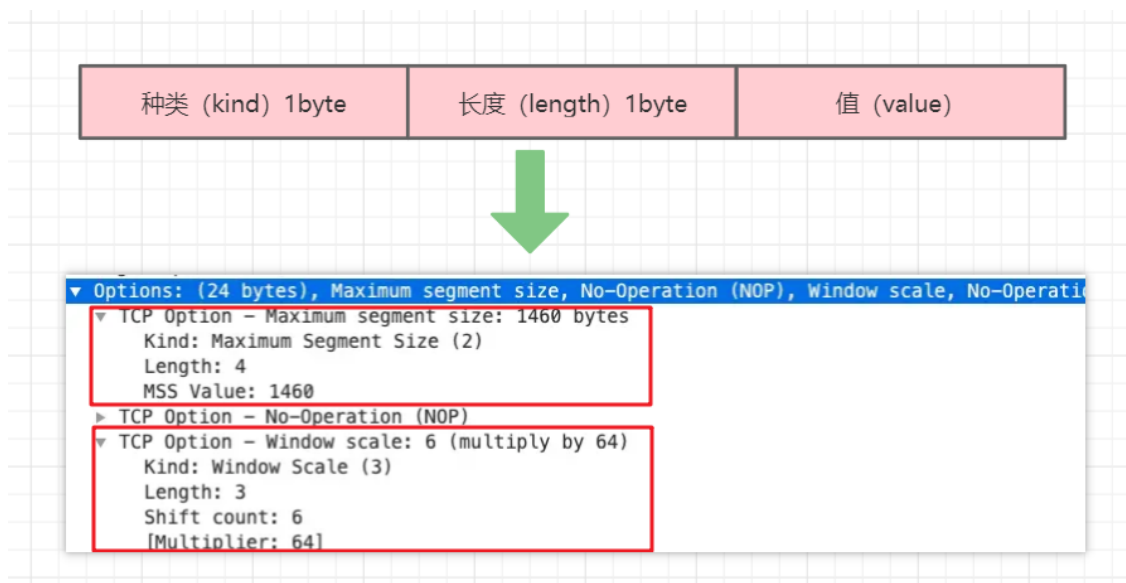 种类（kind）1byte
长度（length）1byte
值（value）
Options: (24 bytes), Maximum segment size, No-Operation (NOP), Window scale, No-Operatio
TCP Option – Maximum segment size: 1460 bytes
Kind: Maximum Segment Size (2)
Length: 4
MSS Value: 1460
TCP Option – No-Operation (NOP)
TCP Option – Window scale: 6 (multiply by 64)
Kind: Window Scale (3)
Length: 3
Shift count: 6
[Multiplier: 64]